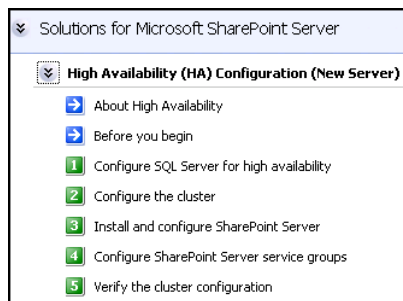 Solutions for Microsoft SharePoint Server
High Availability (HA) Configuration (New Server)
About High Availability
Before you begin
1 Configure SQL Server for high availability
2 Configure the cluster
3 Install and configure SharePoint Server
4 Configure SharePoint Server service groups
5 Verify the cluster configuration